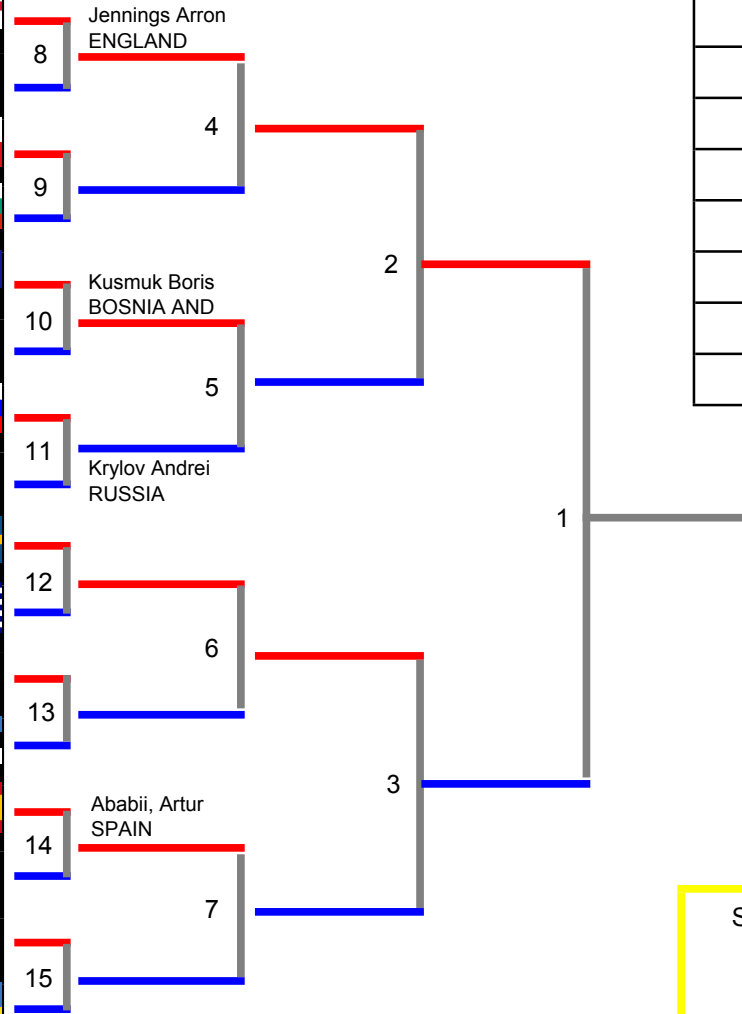 Jennings Arron
ENGLAND
8
4
9
2
Kusmuk Boris
BOSNIA AND
10
5
11
Krylov Andrei
RUSSIA
1
12
6
13
3
Ababii, Artur
SPAIN
14
7
S
15